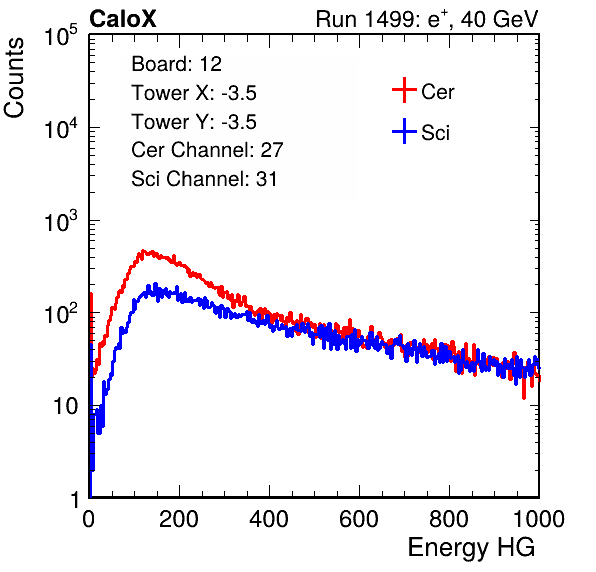 CaloX Run 1499: e⁺, 40 GeV
Counts
10⁵
10⁴
10³
10²
10
1
Board: 12
Tower X: -3.5
Tower Y: -3.5
Cer Channel: 27
Sci Channel: 31
Cer
Sci
0 200 400 600 800 1000
Energy HG